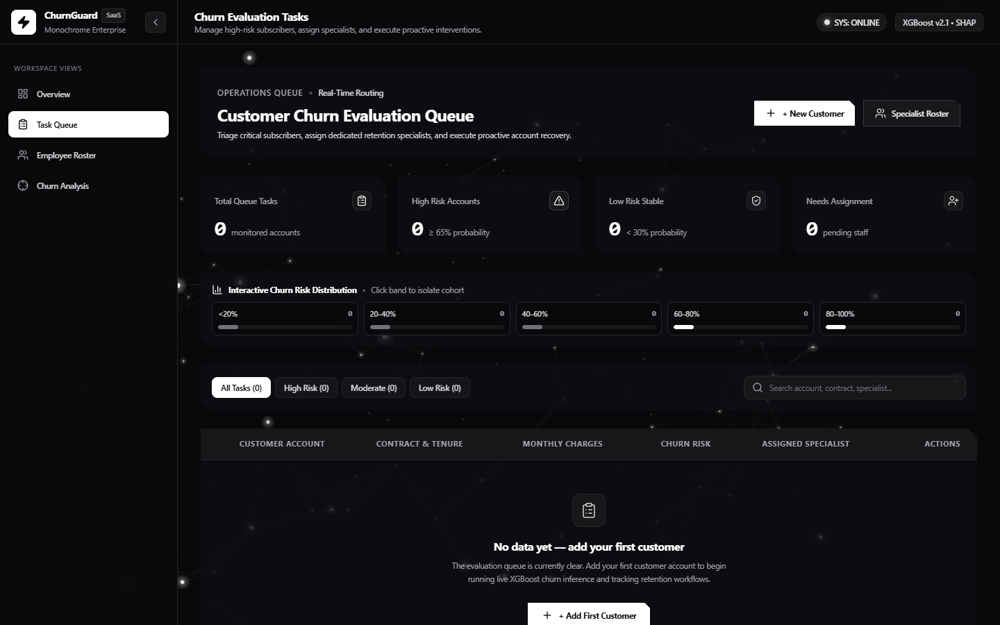 ChurnGuard SaaS
Monochrome Enterprise
Churn Evaluation Tasks
Manage high-risk subscribers, assign specialists, and execute proactive interventions.
SYS: ONLINE
XGBoost v2.1 • SHAP
WORKSPACE VIEWS
Overview
Task Queue
Employee Roster
Churn Analysis
OPERATIONS QUEUE • Real-Time Routing
Customer Churn Evaluation Queue
Triage critical subscribers, assign dedicated retention specialists, and execute proactive account recovery.
+ New Customer
Specialist Roster
Total Queue Tasks
0 monitored accounts
High Risk Accounts
0 ≥ 65% probability
Low Risk Stable
0 < 30% probability
Needs Assignment
0 pending staff
Interactive Churn Risk Distribution • Click band to isolate cohort
<20% 0
20–40% 0
40–60% 0
60–80% 0
80–100% 0
All Tasks (0)
High Risk (0)
Moderate (0)
Low Risk (0)
Search account, contract, specialist...
CUSTOMER ACCOUNT CONTRACT & TENURE MONTHLY CHARGES CHURN RISK ASSIGNED SPECIALIST ACTIONS
No data yet — add your first customer
The evaluation queue is currently clear. Add your first customer account to begin
running live XGBoost churn inference and tracking retention workflows.
+ Add First Customer